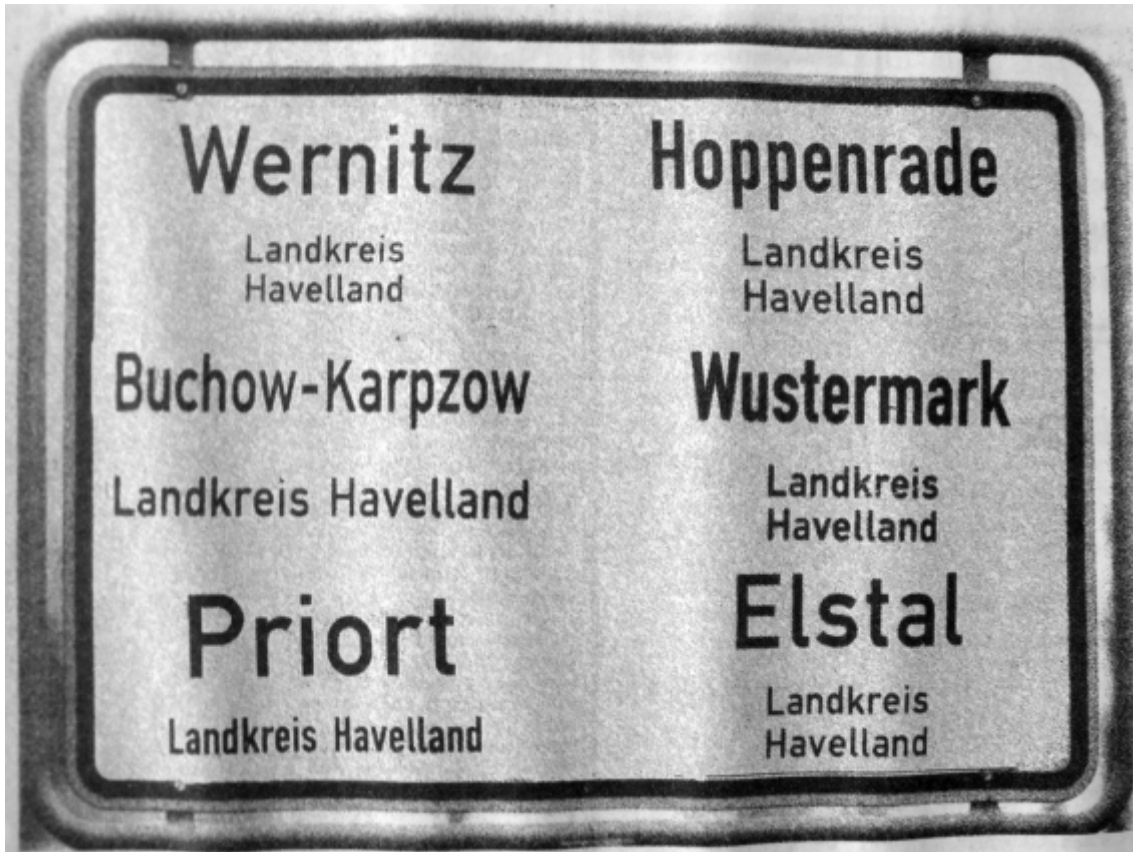 Wernitz
Landkreis
Havelland
Hoppenrade
Landkreis
Havelland
Buchow-Karpzow
Landkreis Havelland
Wustermark
Landkreis
Havelland
Priort
Landkreis Havelland
Elstal
Landkreis
Havelland